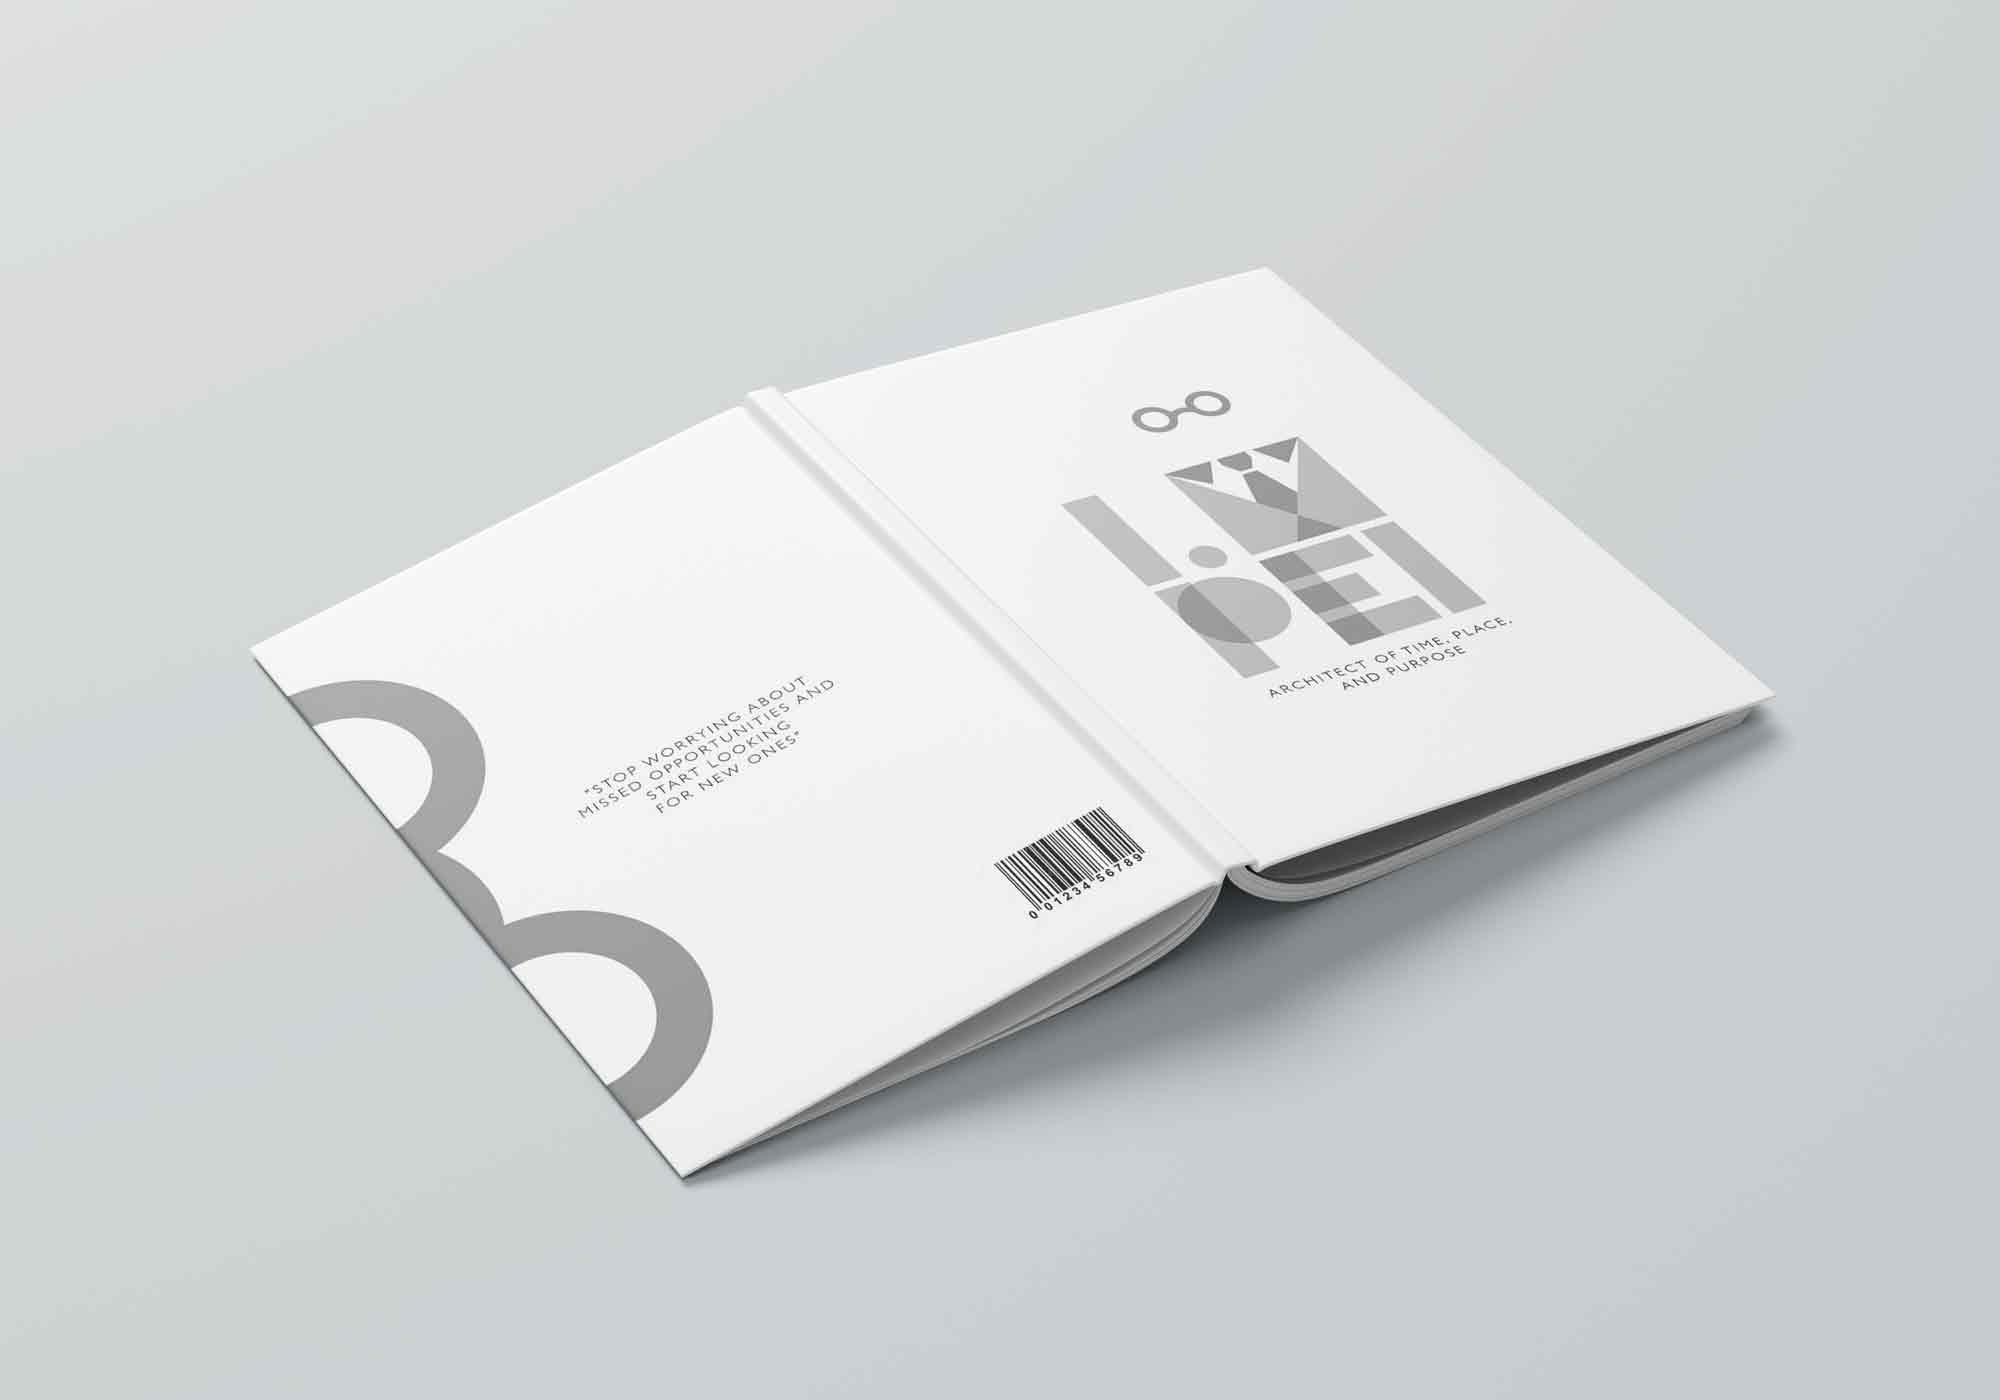 I.M
PEI
ARCHITECT OF TIME, PLACE,
AND PURPOSE
"STOP WORRYING ABOUT
MISSED OPPORTUNITIES AND
START LOOKING
FOR NEW ONES"
0 01234 56789